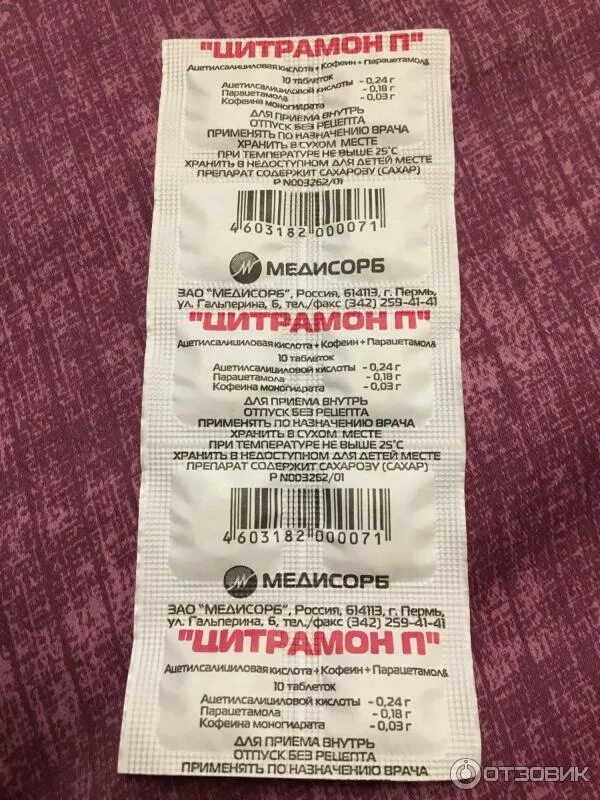 "ЦИТРАМОН П"
Ацетилсалициловая кислота + Кофеин + Парацетамол&
10 таблеток
Ацетилсалициловой кислоты - 0,24 г
Парацетамола - 0,18 г
Кофеина моногидрата - 0,03 г
ДЛЯ ПРИЕМА ВНУТРЬ
ОТПУСК БЕЗ РЕЦЕПТА
ПРИМЕНЯТЬ ПО НАЗНАЧЕНИЮ ВРАЧА
ХРАНИТЬ В СУХОМ МЕСТЕ
ПРИ ТЕМПЕРАТУРЕ НЕ ВЫШЕ 25°С
ХРАНИТЬ В НЕДОСТУПНОМ ДЛЯ ДЕТЕЙ МЕСТЕ
ПРЕПАРАТ СОДЕРЖИТ САХАРОЗУ (САХАР)
Р N003262/01
4603182 000071
МЕДИСОРБ
ЗАО "МЕДИСОРБ", Россия, 614113, г. Пермь,
ул. Гальперина, 6, тел./факс (342) 259-41-41
"ЦИТРАМОН П"
Ацетилсалициловая кислота + Кофеин + Парацетамол&
10 таблеток
Ацетилсалициловой кислоты - 0,24 г
Парацетамола - 0,18 г
Кофеина моногидрата - 0,03 г
ДЛЯ ПРИЕМА ВНУТРЬ
ОТПУСК БЕЗ РЕЦЕПТА
ПРИМЕНЯТЬ ПО НАЗНАЧЕНИЮ ВРАЧА
ХРАНИТЬ В СУХОМ МЕСТЕ
ПРИ ТЕМПЕРАТУРЕ НЕ ВЫШЕ 25°С
ХРАНИТЬ В НЕДОСТУПНОМ ДЛЯ ДЕТЕЙ МЕСТЕ
ПРЕПАРАТ СОДЕРЖИТ САХАРОЗУ (САХАР)
Р N003262/01
4603182 000071
МЕДИСОРБ
ЗАО "МЕДИСОРБ", Россия, 614113, г. Пермь,
ул. Гальперина, 6, тел./факс (342) 259-41-41
"ЦИТРАМОН П"
Ацетилсалициловая кислота + Кофеин + Парацетамол&
10 таблеток
Ацетилсалициловой кислоты - 0,24 г
Парацетамола - 0,18 г
Кофеина моногидрата - 0,03 г
ДЛЯ ПРИЕМА ВНУТРЬ
ОТПУСК БЕЗ РЕЦЕПТА
ПРИМЕНЯТЬ ПО НАЗНАЧЕНИЮ ВРАЧА
ОТЗОВИК